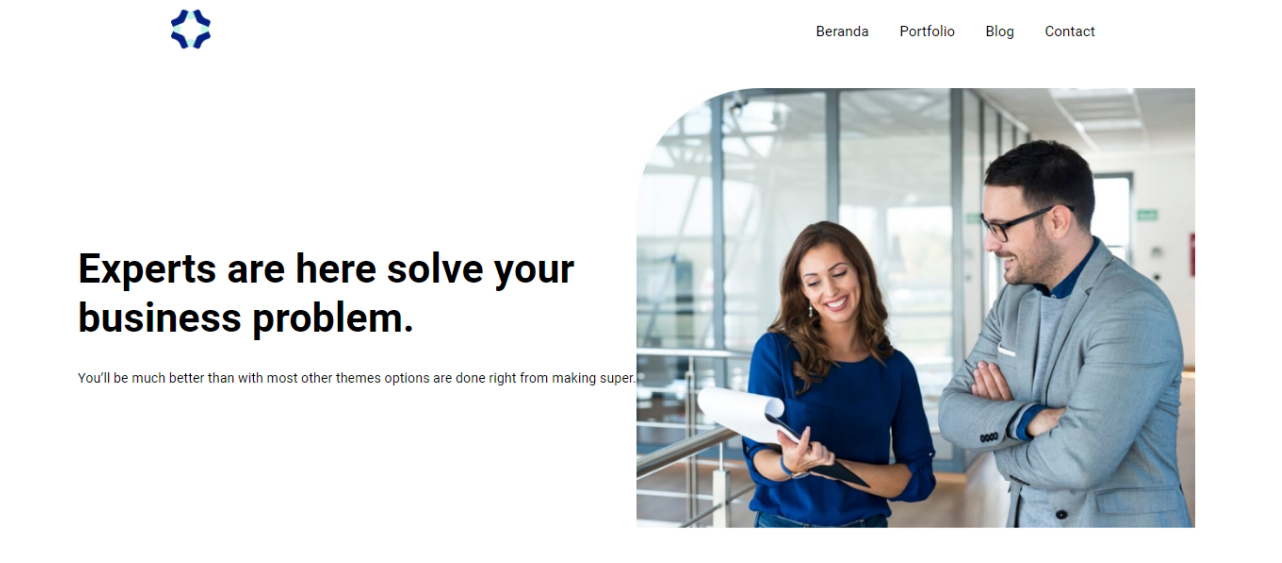 Beranda Portfolio Blog Contact
Experts are here solve your
business problem.
You'll be much better than with most other themes options are done right from making super.